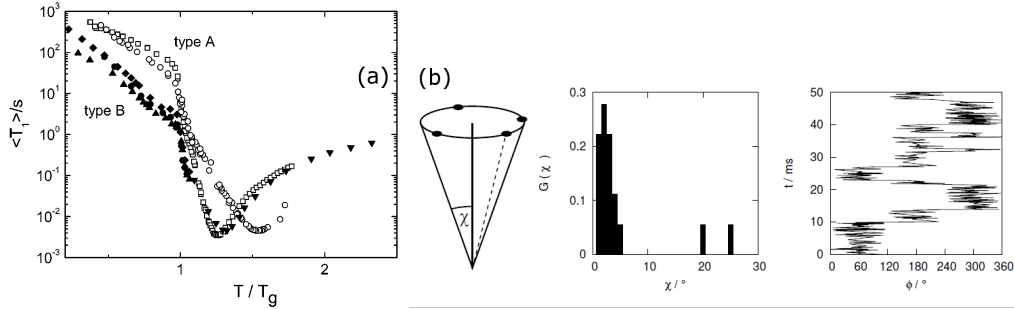 <T₁>/s
10³
10²
10¹
10⁰
10⁻¹
10⁻²
10⁻³
type A
type B
(a)
1
2
T / T_g
(b)
χ
G ( χ )
0.3
0.2
0.1
0
0
10
20
30
χ / °
t / ms
50
40
30
20
10
0
0
60
120
180
240
300
360
ϕ / °